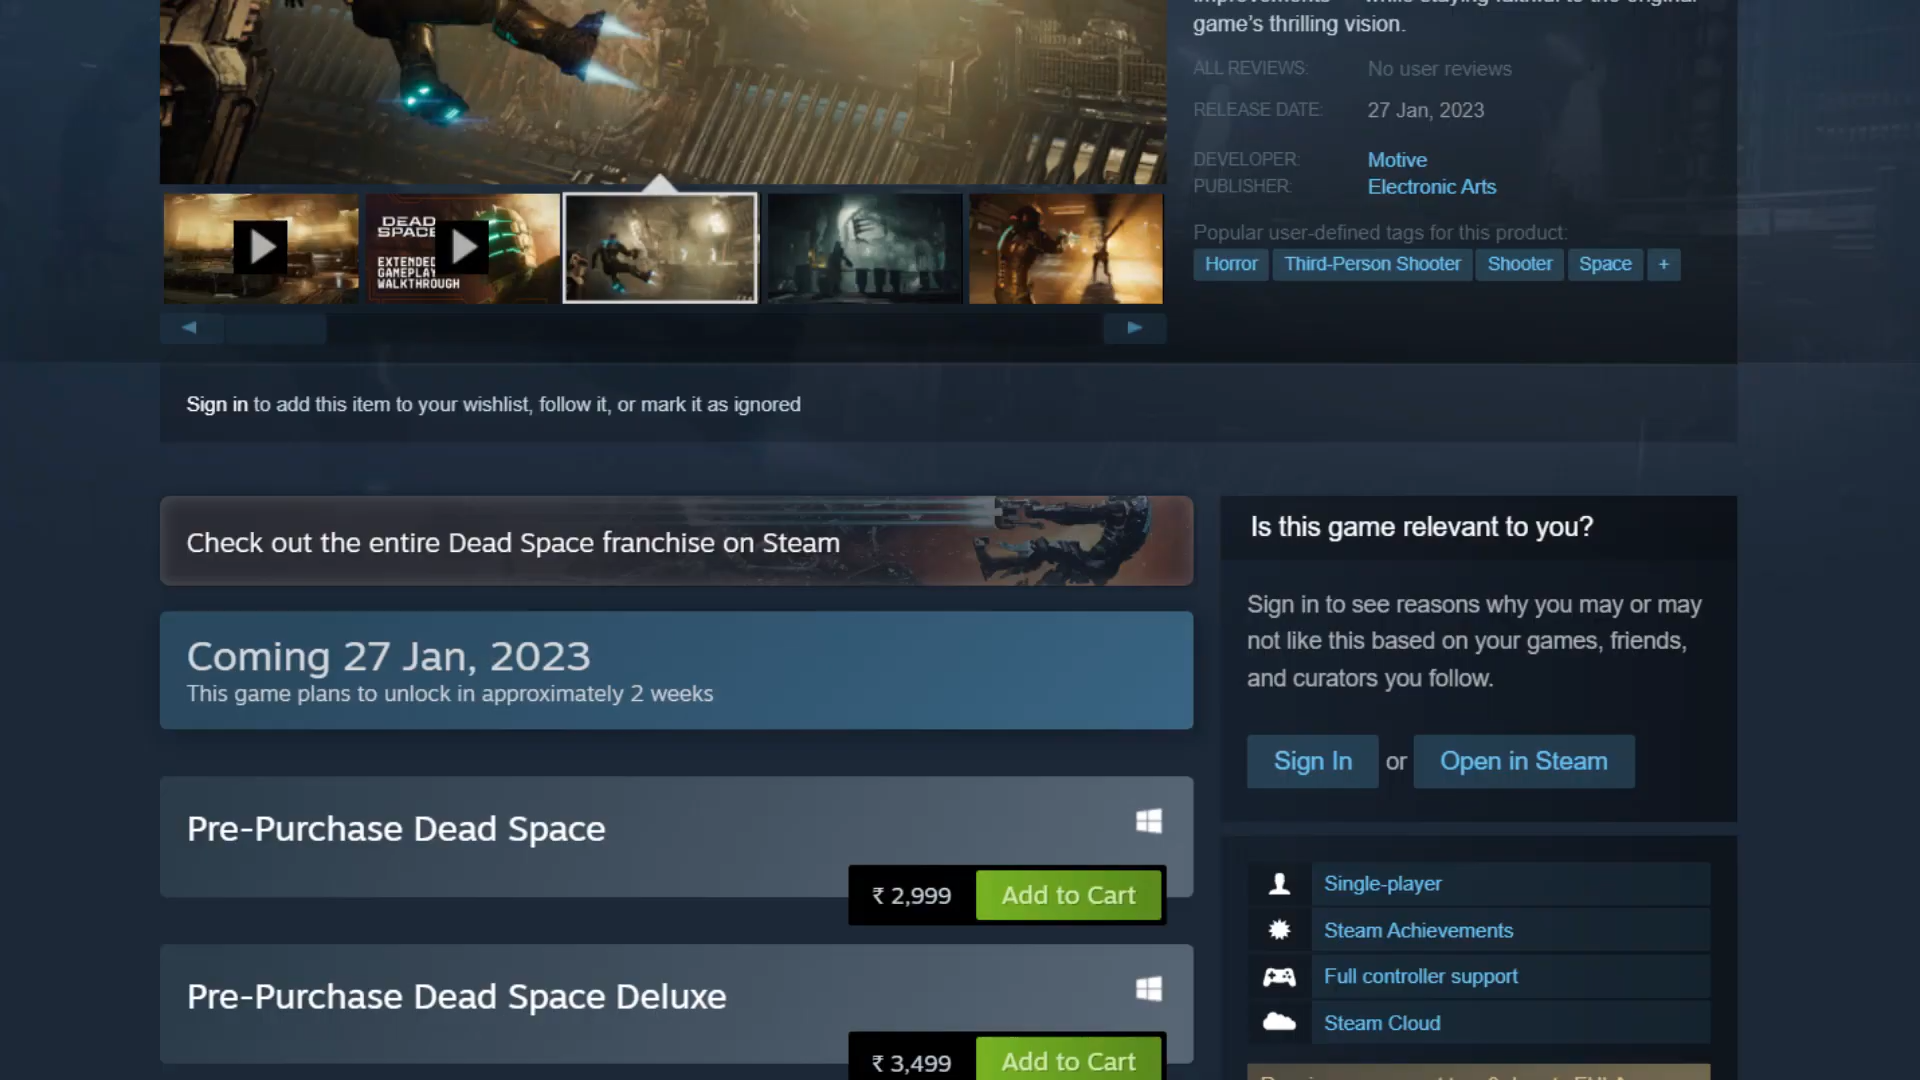 game's thrilling vision.
ALL REVIEWS: No user reviews
RELEASE DATE: 27 Jan, 2023
DEVELOPER: Motive
PUBLISHER: Electronic Arts
Popular user-defined tags for this product:
Horror Third-Person Shooter Shooter Space +
DEAD
SPACE
EXTENDED
GAMEPLAY
WALKTHROUGH
Sign in to add this item to your wishlist, follow it, or mark it as ignored
Check out the entire Dead Space franchise on Steam
Coming 27 Jan, 2023
This game plans to unlock in approximately 2 weeks
Pre-Purchase Dead Space
₹ 2,999 Add to Cart
Pre-Purchase Dead Space Deluxe
₹ 3,499 Add to Cart
Is this game relevant to you?
Sign in to see reasons why you may or may
not like this based on your games, friends,
and curators you follow.
Sign In or Open in Steam
Single-player
Steam Achievements
Full controller support
Steam Cloud